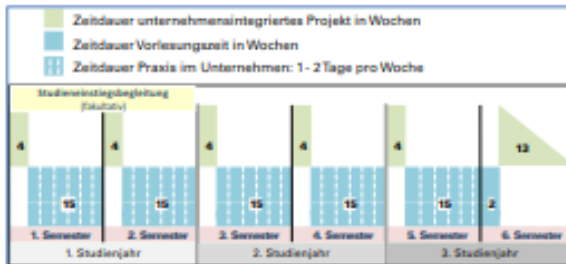 Zeitdauer unternehmensintegriertes Projekt in Wochen
Zeitdauer Vorlesungszeit in Wochen
Zeitdauer Praxis im Unternehmen: 1 - 2 Tage pro Woche
Studieneinstiegsbegleitung
(fakultativ)
4 4 4 4 4 13
15 15 15 15 15 2
1. Semester 2. Semester 3. Semester 4. Semester 5. Semester 6. Semester
1. Studienjahr 2. Studienjahr 3. Studienjahr